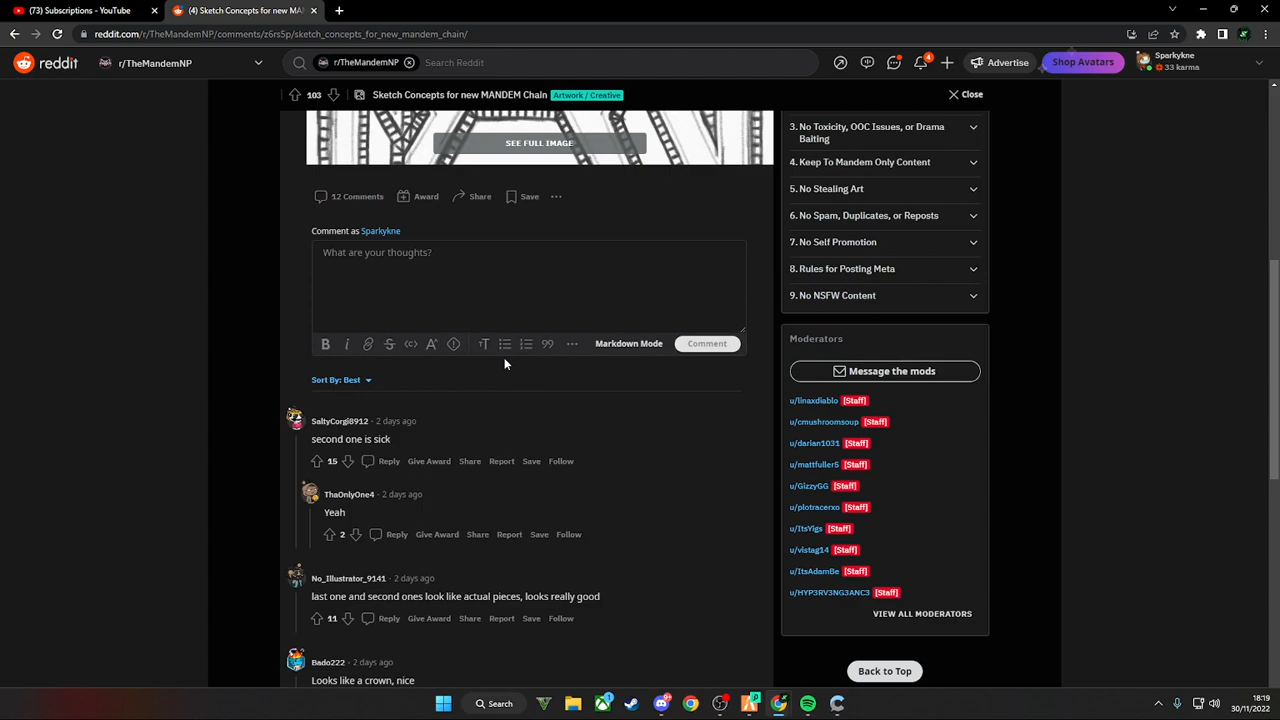 (73) Subscriptions - YouTube
(4) Sketch Concepts for new MAN
reddit.com/r/TheMandemNP/comments/z6rs5p/sketch_concepts_for_new_mandem_chain/
reddit
r/TheMandemNP
r/TheMandemNP
Search Reddit
4
Advertise
Shop Avatars
Sparkykne
33 karma
103
Sketch Concepts for new MANDEM Chain
Artwork / Creative
Close
SEE FULL IMAGE
12 Comments
Award
Share
Save
Comment as Sparkykne
What are your thoughts?
Markdown Mode
Comment
Sort By: Best
SaltyCorgi8912 · 2 days ago
second one is sick
15
Reply
Give Award
Share
Report
Save
Follow
ThaOnlyOne4 · 2 days ago
Yeah
2
Reply
Give Award
Share
Report
Save
Follow
No_Illustrator_9141 · 2 days ago
last one and second ones look like actual pieces, looks really good
11
Reply
Give Award
Share
Report
Save
Follow
Bado222 · 2 days ago
Looks like a crown, nice
3. No Toxicity, OOC Issues, or Drama
Baiting
4. Keep To Mandem Only Content
5. No Stealing Art
6. No Spam, Duplicates, or Reposts
7. No Self Promotion
8. Rules for Posting Meta
9. No NSFW Content
Moderators
Message the mods
u/linaxdiablo [Staff]
u/cmushroomsoup [Staff]
u/darian1031 [Staff]
u/mattfuller5 [Staff]
u/GizzyGG [Staff]
u/plotracerxo [Staff]
u/ItsYigs [Staff]
u/vistag14 [Staff]
u/ItsAdamBe [Staff]
u/HYP3RV3NG3ANC3 [Staff]
VIEW ALL MODERATORS
Back to Top
Search
18:19
30/11/2022